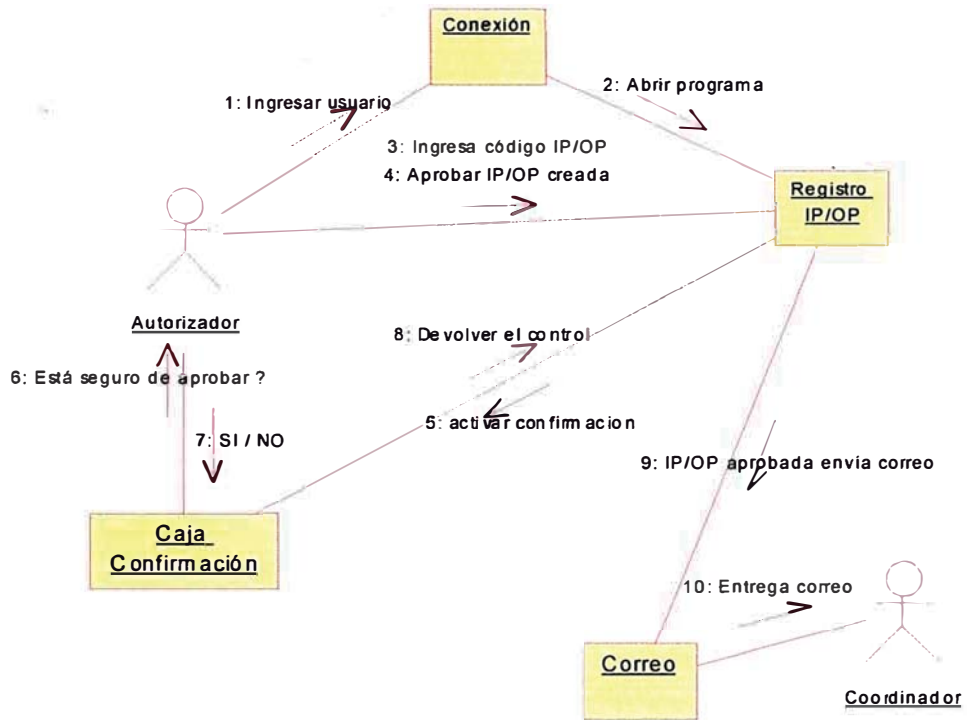 Conexión
2: Abrir programa
1: Ingresar usuario
3: Ingresa código IP/OP
4: Aprobar IP/OP creada
Registro
IP/OP
Autorizador
8: Devolver el control
6: Está seguro de aprobar ?
5: activar confirmacion
7: SI / NO
9: IP/OP aprobada envía correo
Caja
Confirmación
10: Entrega correo
Correo
Coordinador